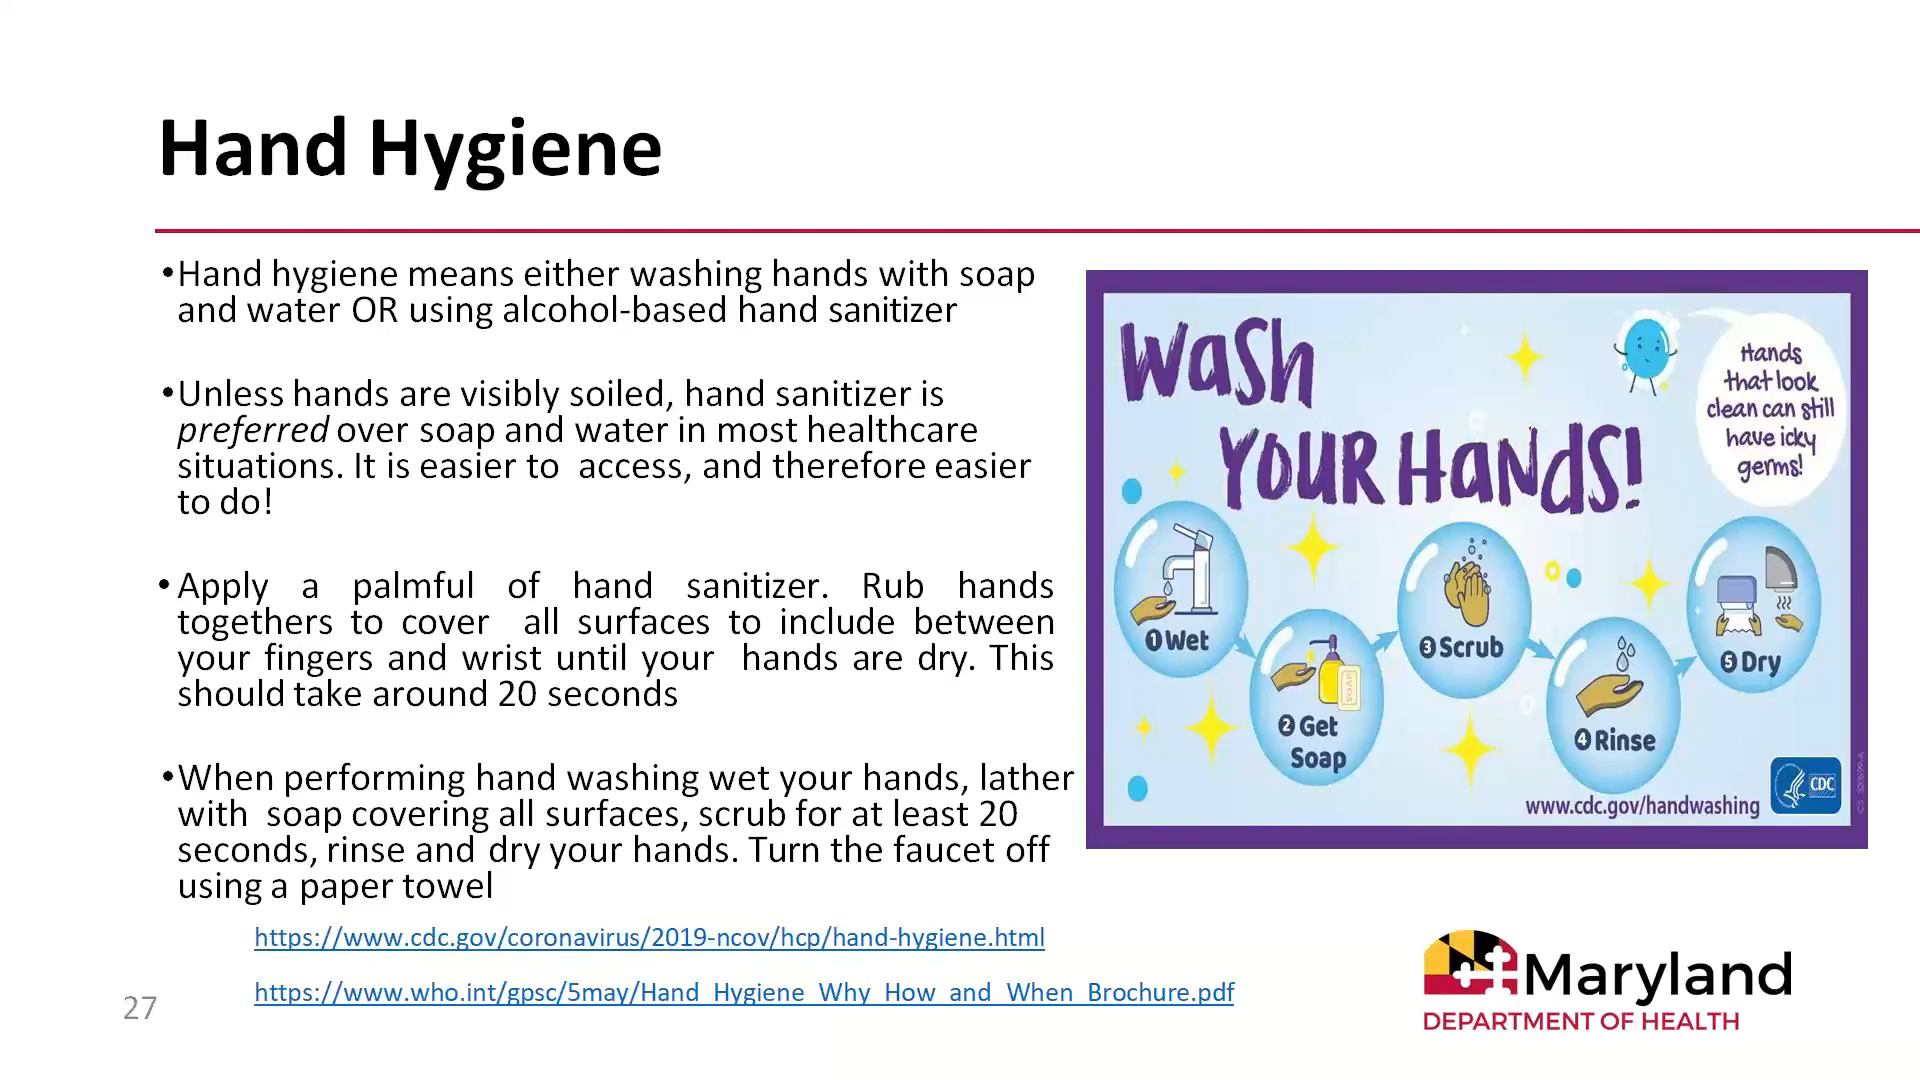 Hand Hygiene
•Hand hygiene means either washing hands with soap
and water OR using alcohol-based hand sanitizer
•Unless hands are visibly soiled, hand sanitizer is
preferred over soap and water in most healthcare
situations. It is easier to access, and therefore easier
to do!
• Apply a palmful of hand sanitizer. Rub hands
togethers to cover all surfaces to include between
your fingers and wrist until your hands are dry. This
should take around 20 seconds
•When performing hand washing wet your hands, lather
with soap covering all surfaces, scrub for at least 20
seconds, rinse and dry your hands. Turn the faucet off
using a paper towel
https://www.cdc.gov/coronavirus/2019-ncov/hcp/hand-hygiene.html
https://www.who.int/gpsc/5may/Hand_Hygiene_Why_How_and_When_Brochure.pdf
27
Wash
Your Hands!
Hands
that look
clean can still
have icky
germs!
1 Wet
2 Get
Soap
SOAP
3 Scrub
4 Rinse
5 Dry
www.cdc.gov/handwashing
CDC
Maryland
DEPARTMENT OF HEALTH